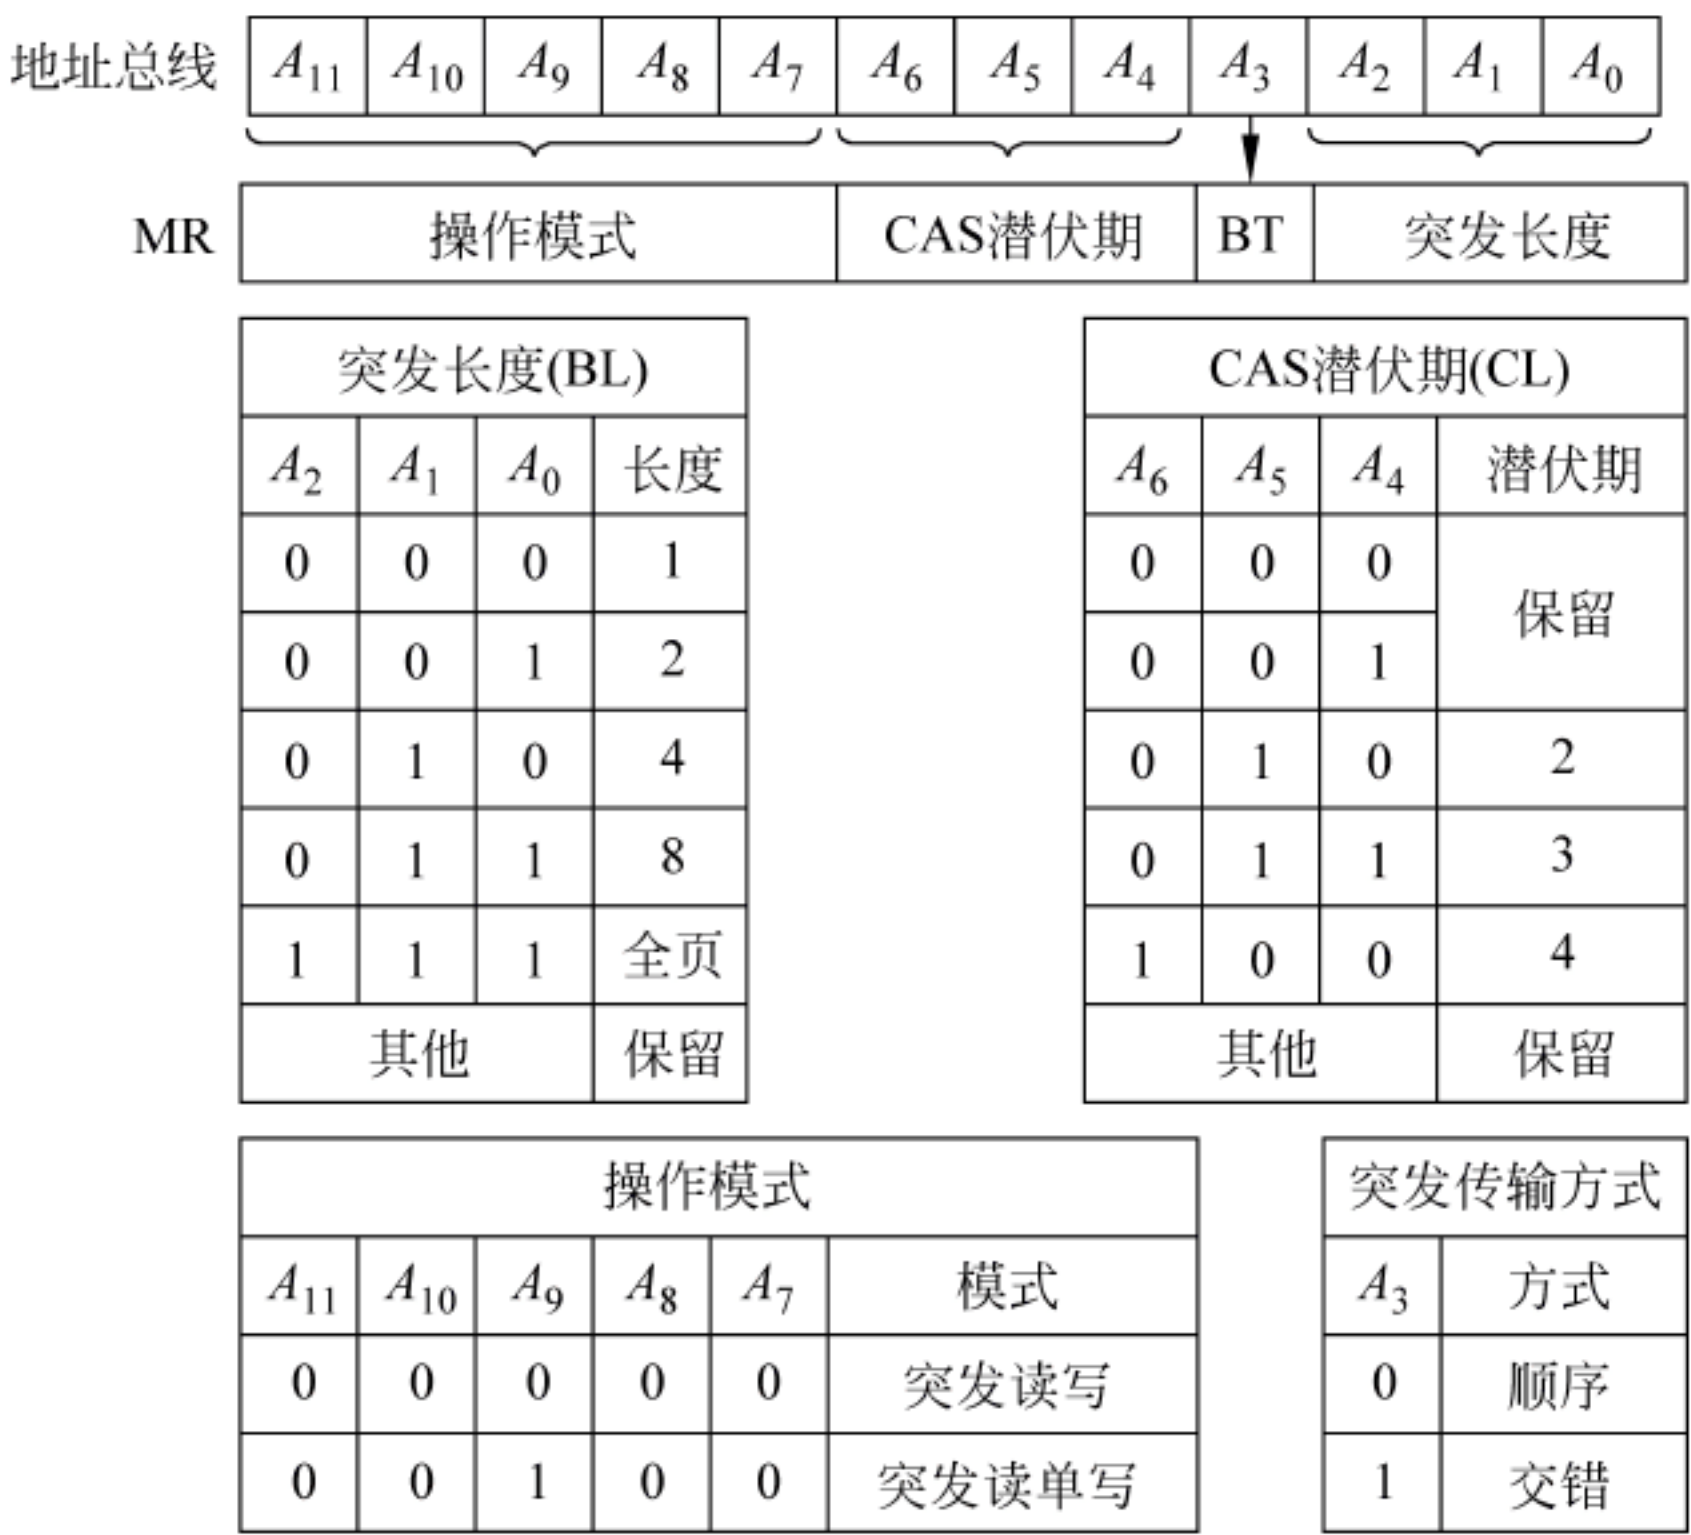 地址总线 A11 A10 A9 A8 A7 A6 A5 A4 A3 A2 A1 A0
MR 操作模式 CAS潜伏期 BT 突发长度
突发长度(BL) CAS潜伏期(CL)
A2 A1 A0 长度 A6 A5 A4 潜伏期
0 0 0 1 0 0 0 保留
0 0 1 2 0 0 1
0 1 0 4 0 1 0 2
0 1 1 8 0 1 1 3
1 1 1 全页 1 0 0 4
其他 保留 其他 保留
操作模式 突发传输方式
A11 A10 A9 A8 A7 模式 A3 方式
0 0 0 0 0 突发读写 0 顺序
0 0 1 0 0 突发读单写 1 交错